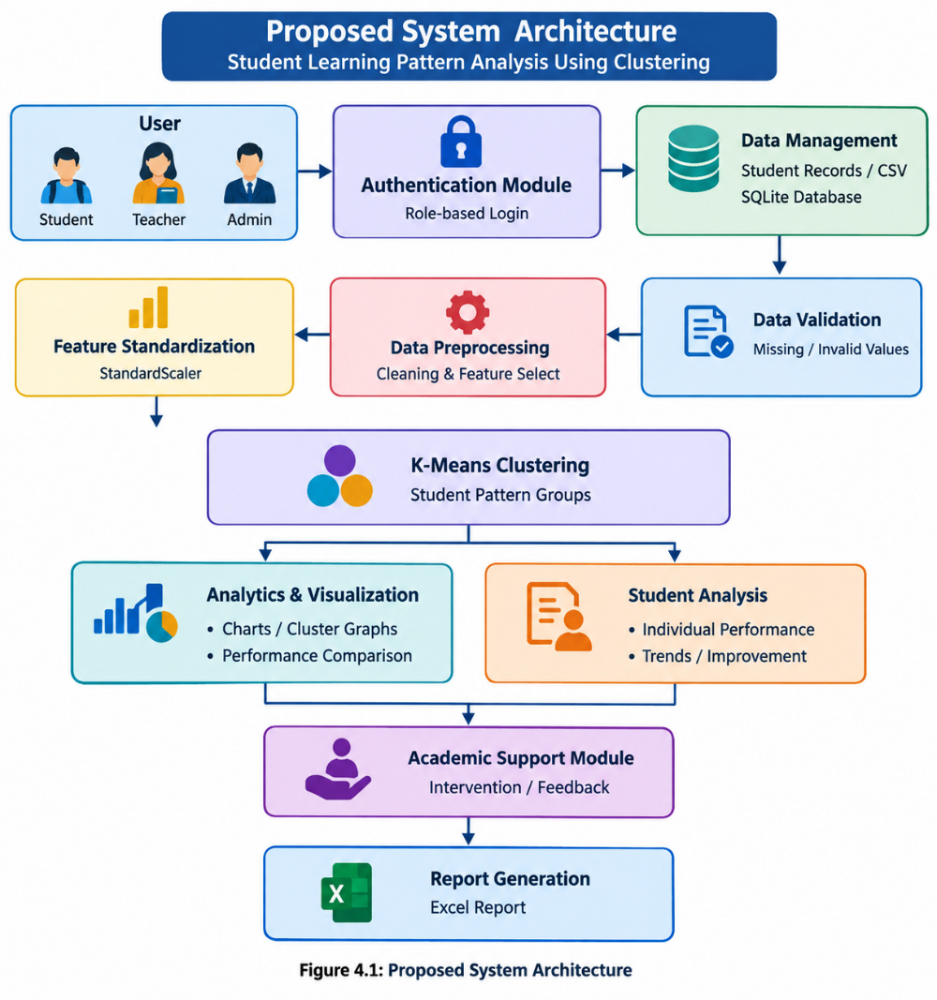 Proposed System Architecture
Student Learning Pattern Analysis Using Clustering
User
Student
Teacher
Admin
Authentication Module
Role-based Login
Data Management
Student Records / CSV
SQLite Database
Feature Standardization
StandardScaler
Data Preprocessing
Cleaning & Feature Select
Data Validation
Missing / Invalid Values
K-Means Clustering
Student Pattern Groups
Analytics & Visualization
• Charts / Cluster Graphs
• Performance Comparison
Student Analysis
• Individual Performance
• Trends / Improvement
Academic Support Module
Intervention / Feedback
X
Report Generation
Excel Report
Figure 4.1: Proposed System Architecture